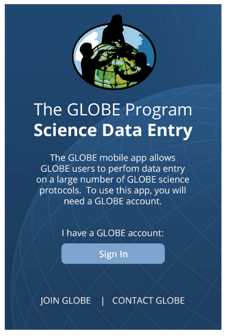 The GLOBE Program
Science Data Entry
The GLOBE mobile app allows
GLOBE users to perfom data entry
on a large number of GLOBE science
protocols. To use this app, you will
need a GLOBE account.
I have a GLOBE account:
Sign In
JOIN GLOBE | CONTACT GLOBE